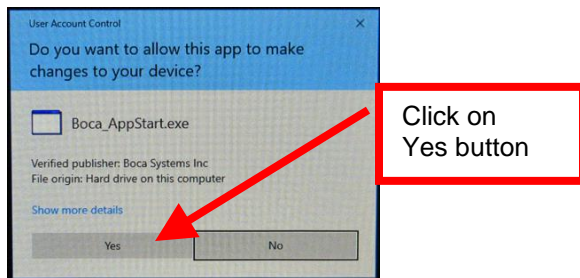 User Account Control
Do you want to allow this app to make
changes to your device?
Boca_AppStart.exe
Verified publisher: Boca Systems Inc
File origin: Hard drive on this computer
Show more details
Yes
No
Click on
Yes button